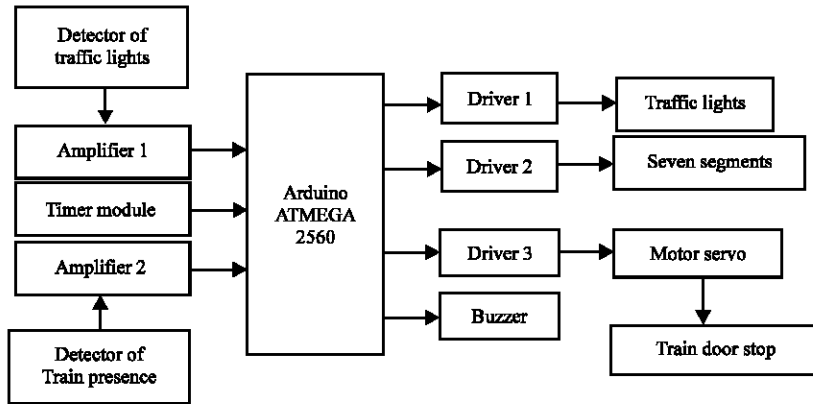 Detector of
traffic lights
Amplifier 1
Timer module
Amplifier 2
Detector of
Train presence
Arduino
ATMEGA
2560
Driver 1
Traffic lights
Driver 2
Seven segments
Driver 3
Motor servo
Buzzer
Train door stop